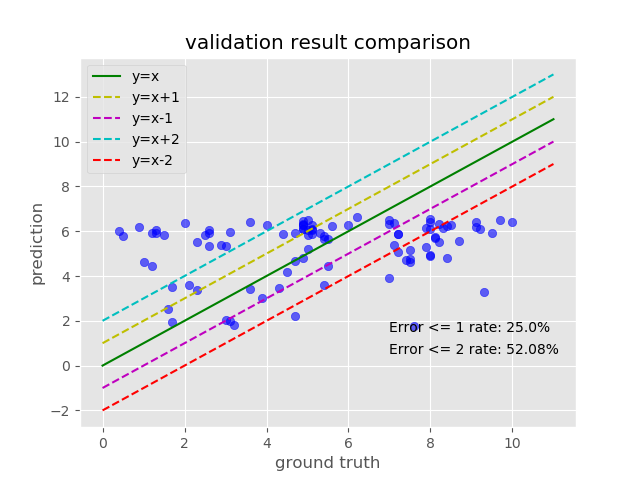 validation result comparison
y=x
y=x+1
y=x-1
y=x+2
y=x-2
12
10
8
6
4
2
0
−2
prediction
Error <= 1 rate: 25.0%
Error <= 2 rate: 52.08%
0 2 4 6 8 10
ground truth